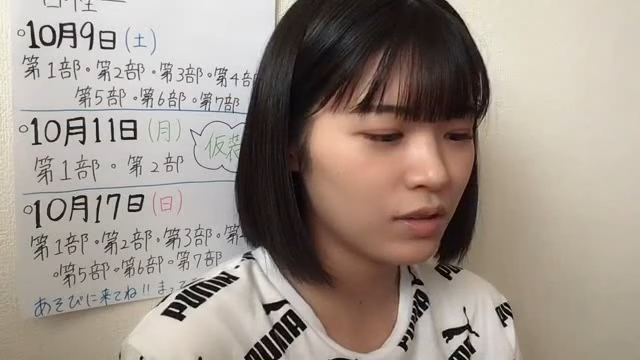 ○10月9日(土)
第1部・第2部・第3部・第4部
第5部・第6部・第7部
○10月11日(月)
仮装
第1部・第2部
○10月17日(日)
第1部・第2部・第3部・第
・第5部・第6部・第7部
あそびに来てね!!まって
PUMA
PUMA
PUMA
PUMA